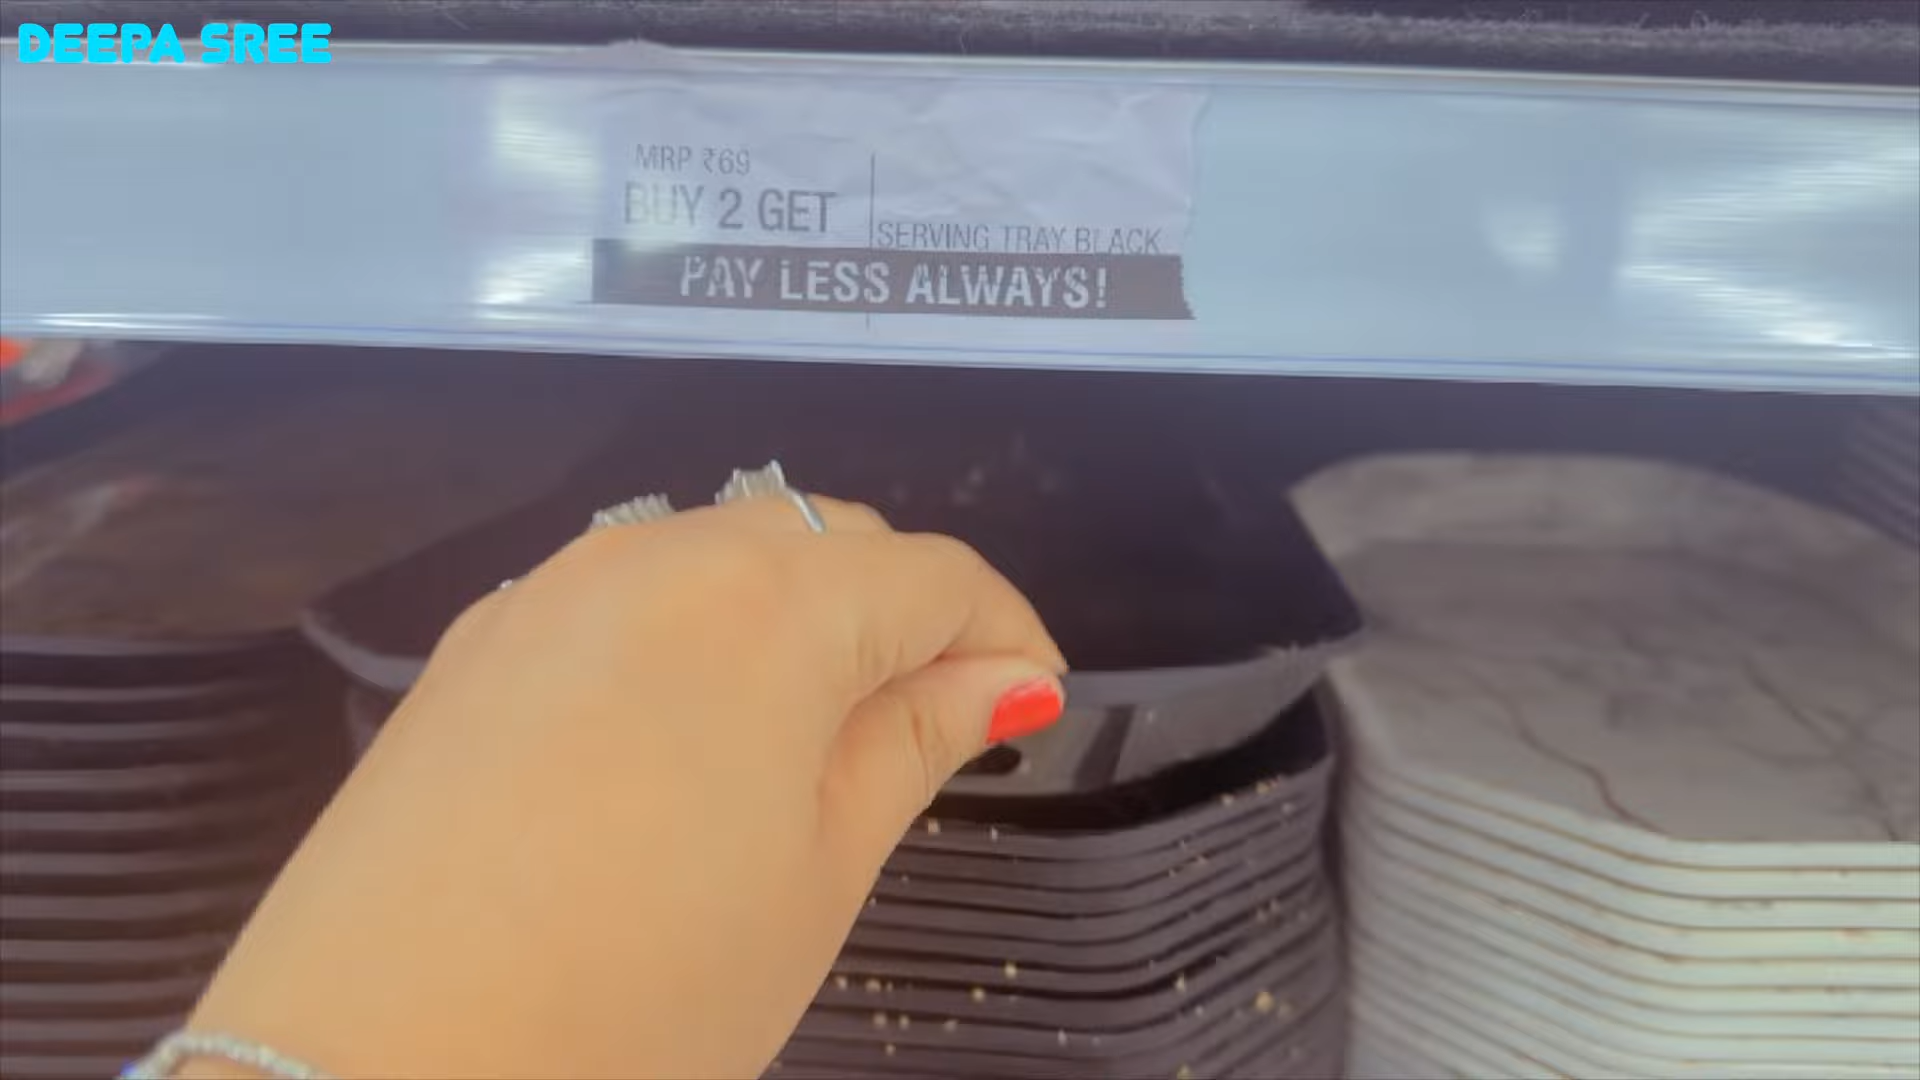 DEEPA SREE
MRP ₹69
BUY 2 GET
SERVING TRAY BLACK
PAY LESS ALWAYS!